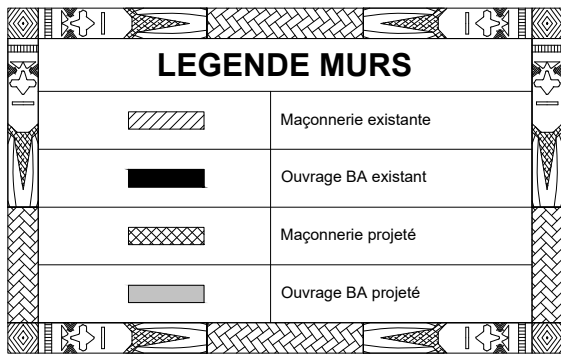 LEGENDE MURS
Maçonnerie existante
Ouvrage BA existant
Maçonnerie projeté
Ouvrage BA projeté